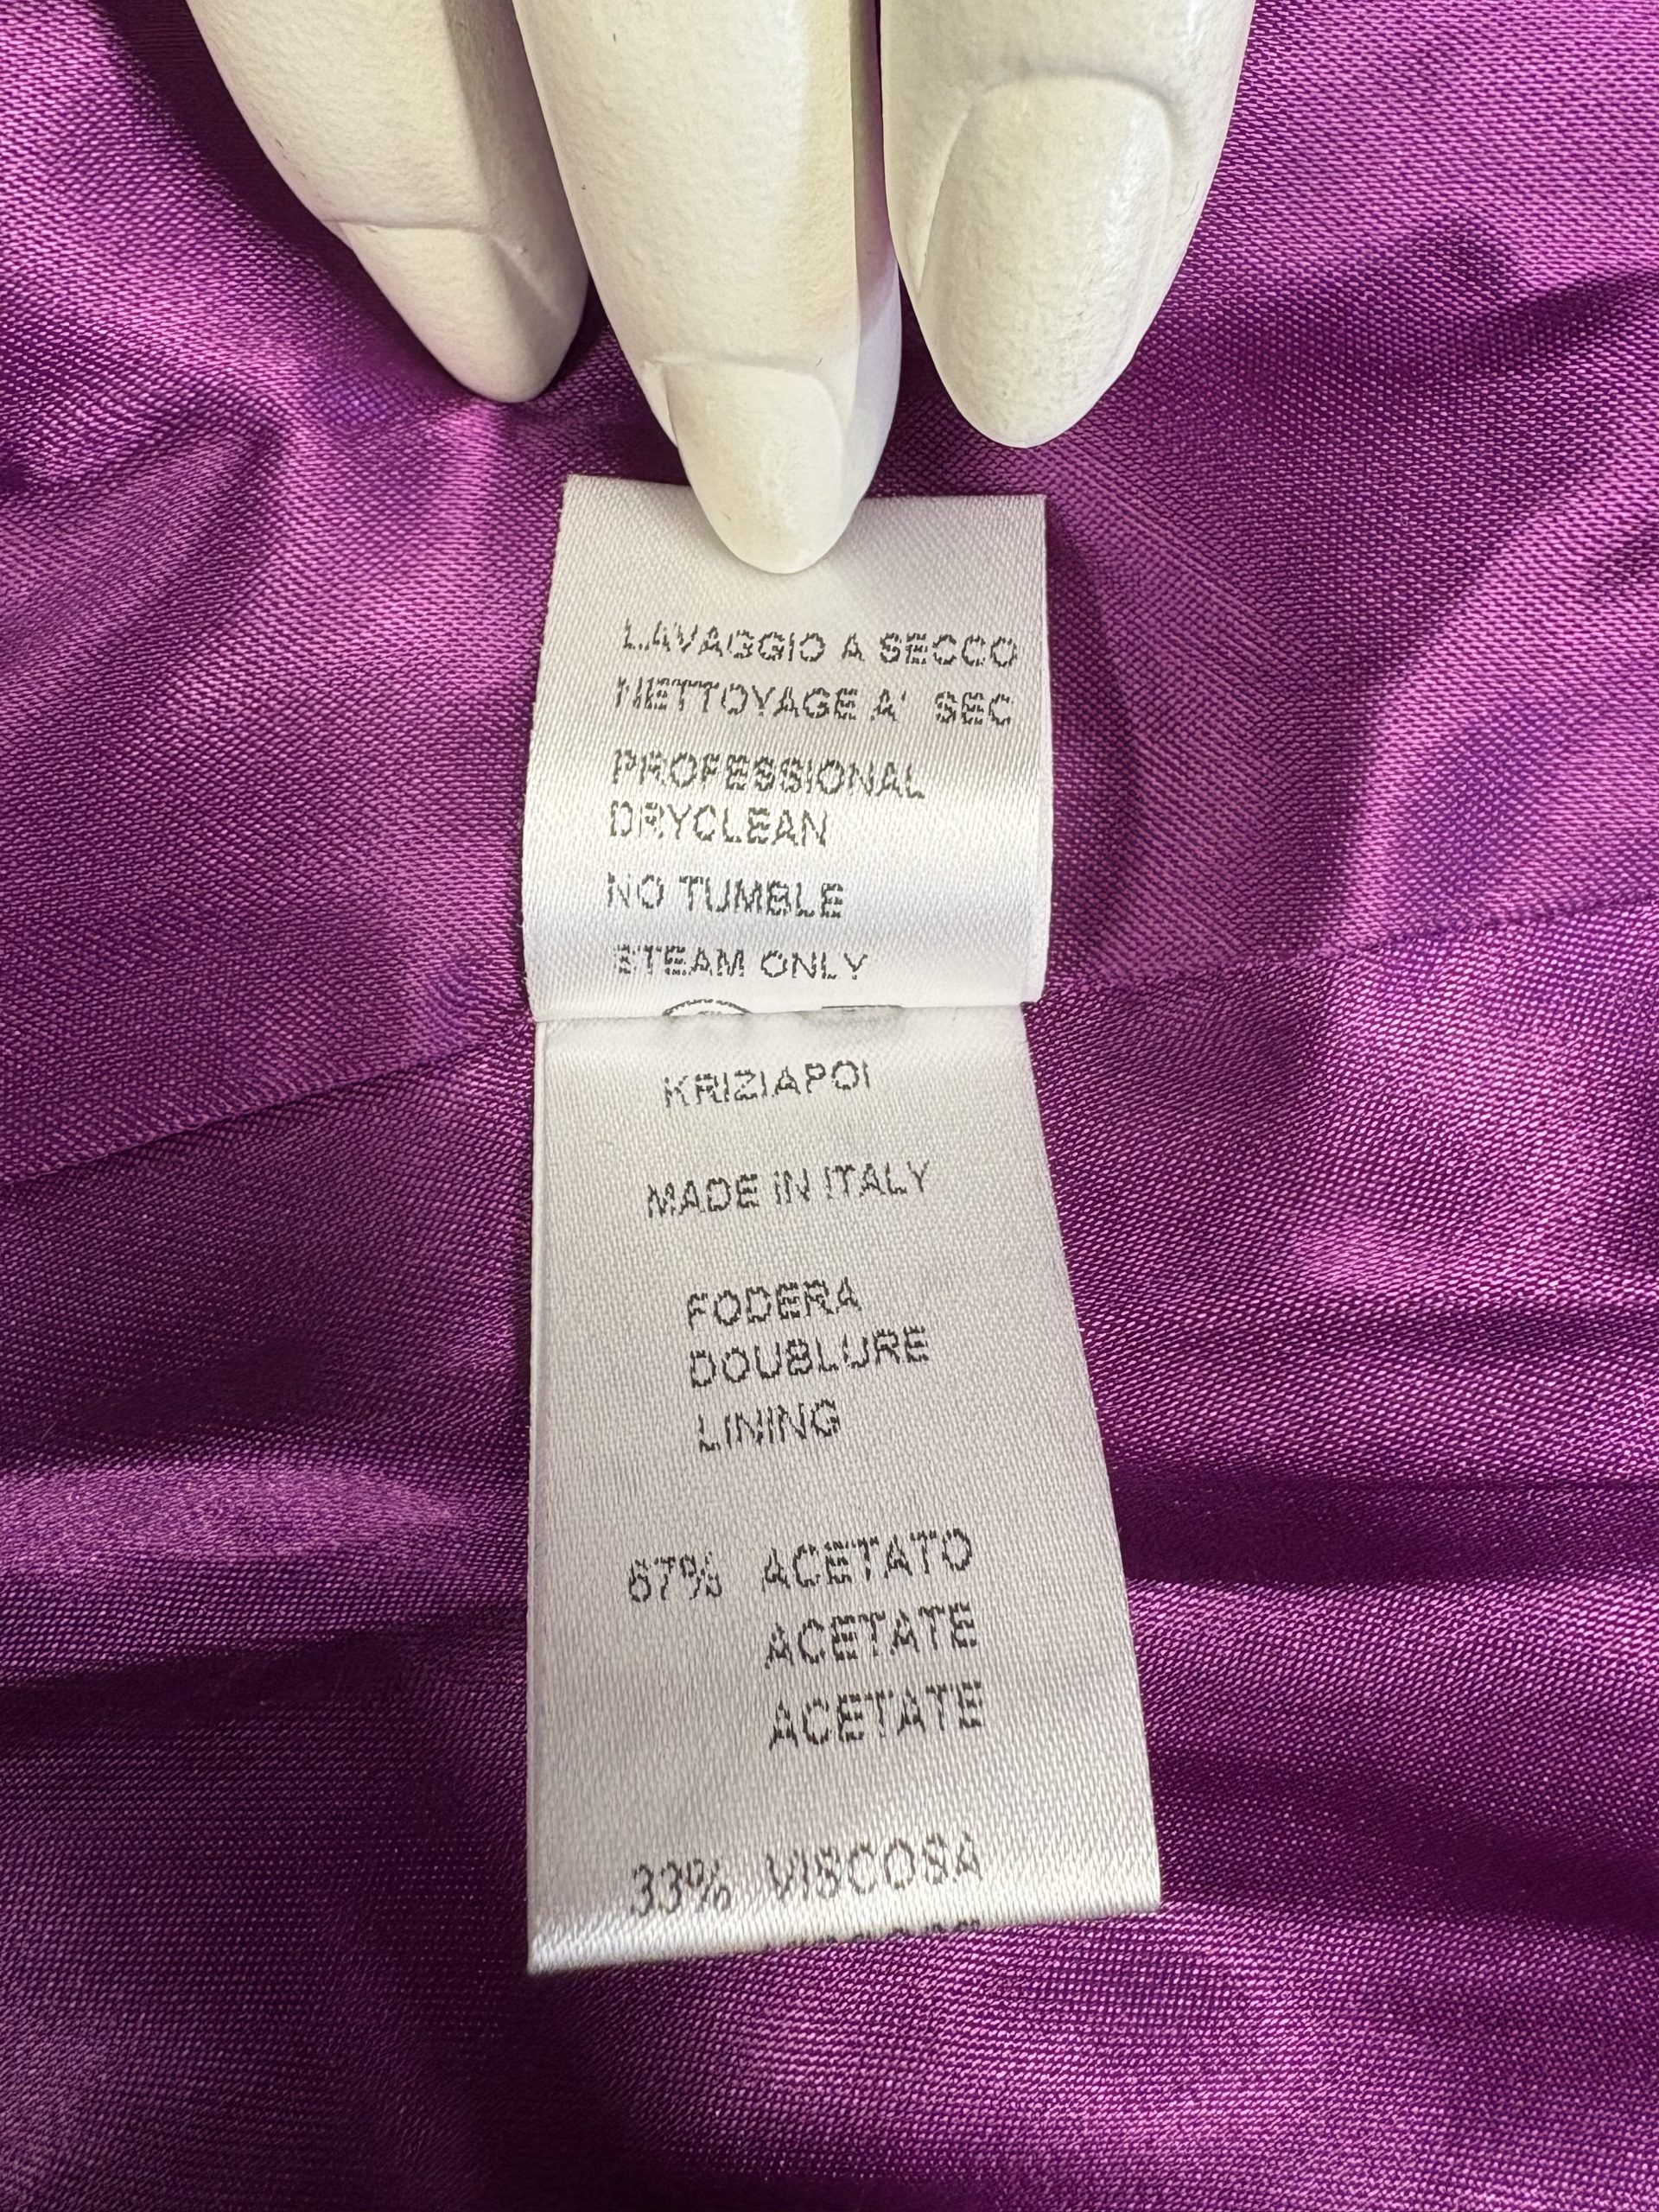 LAVAGGIO A SECCO
NETTOYAGE A' SEC
PROFESSIONAL
DRYCLEAN
NO TUMBLE
STEAM ONLY
KRIZIAPOI
MADE IN ITALY
FODERA
DOUBLURE
LINING
67% ACETATO
ACETATE
ACETATE
33% VISCOSA